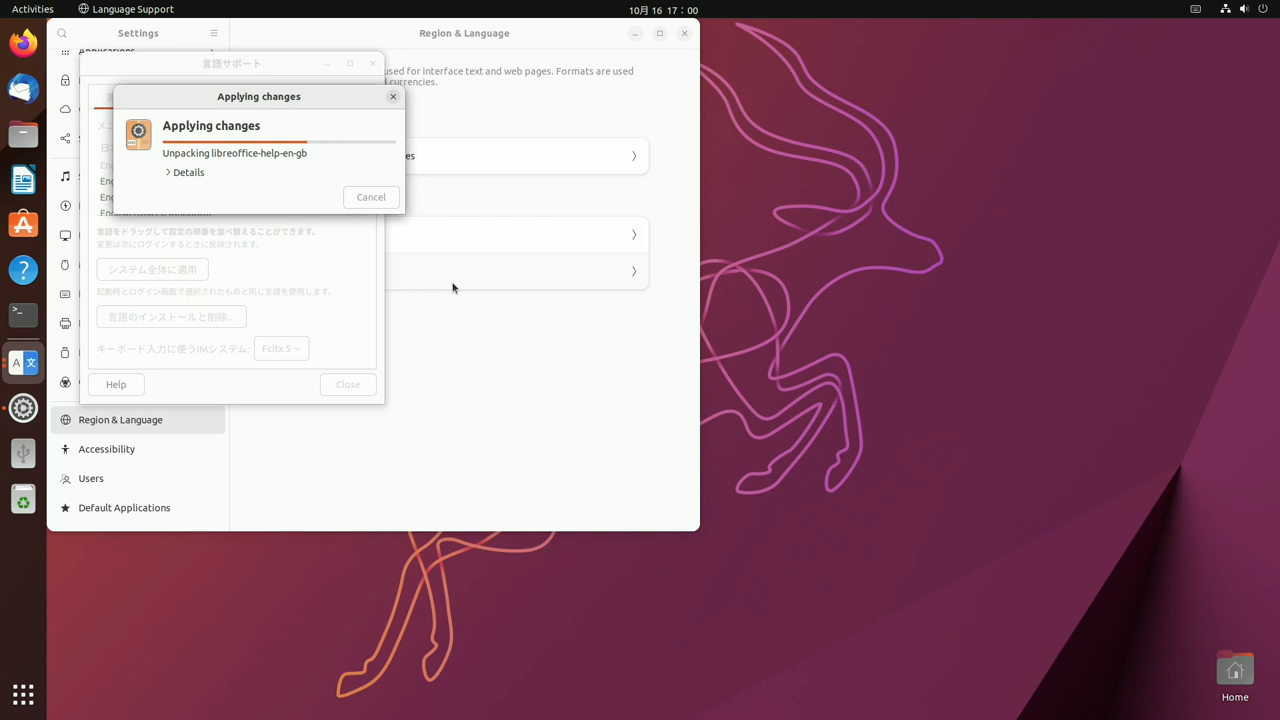 Activities
Language Support
10月 16 17：00
Settings
Region & Language
Applications
言語サポート
used for interface text and web pages. Formats are used
currencies.
Applying changes
Applying changes
Unpacking libreoffice-help-en-gb
Details
Cancel
言語をドラッグして設定の順番を並べ替えることができます。
変更は次にログインするときに反映されます。
システム全体に適用
起動時とログイン画面で選択されたものと同じ言語を使用します。
言語のインストールと削除...
キーボード入力に使うIMシステム:
Fcitx 5
Help
Close
Region & Language
Accessibility
Users
Default Applications
Home